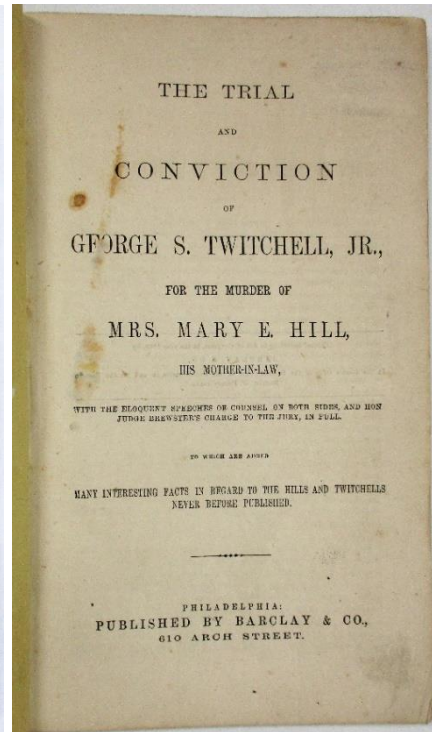 THE TRIAL
AND
CONVICTION
OF
GEORGE S. TWITCHELL, JR.,
FOR THE MURDER OF
MRS. MARY E. HILL,
HIS MOTHER-IN-LAW,
WITH THE ELOQUENT SPEECHES OF COUNSEL ON BOTH SIDES, AND HON
JUDGE BREWSTER'S CHARGE TO THE JURY, IN FULL.
TO WHICH ARE ADDED
MANY INTERESTING FACTS IN REGARD TO THE HILLS AND TWITCHELLS
NEVER BEFORE PUBLISHED.
PHILADELPHIA:
PUBLISHED BY BARCLAY & CO.,
610 ARCH STREET.